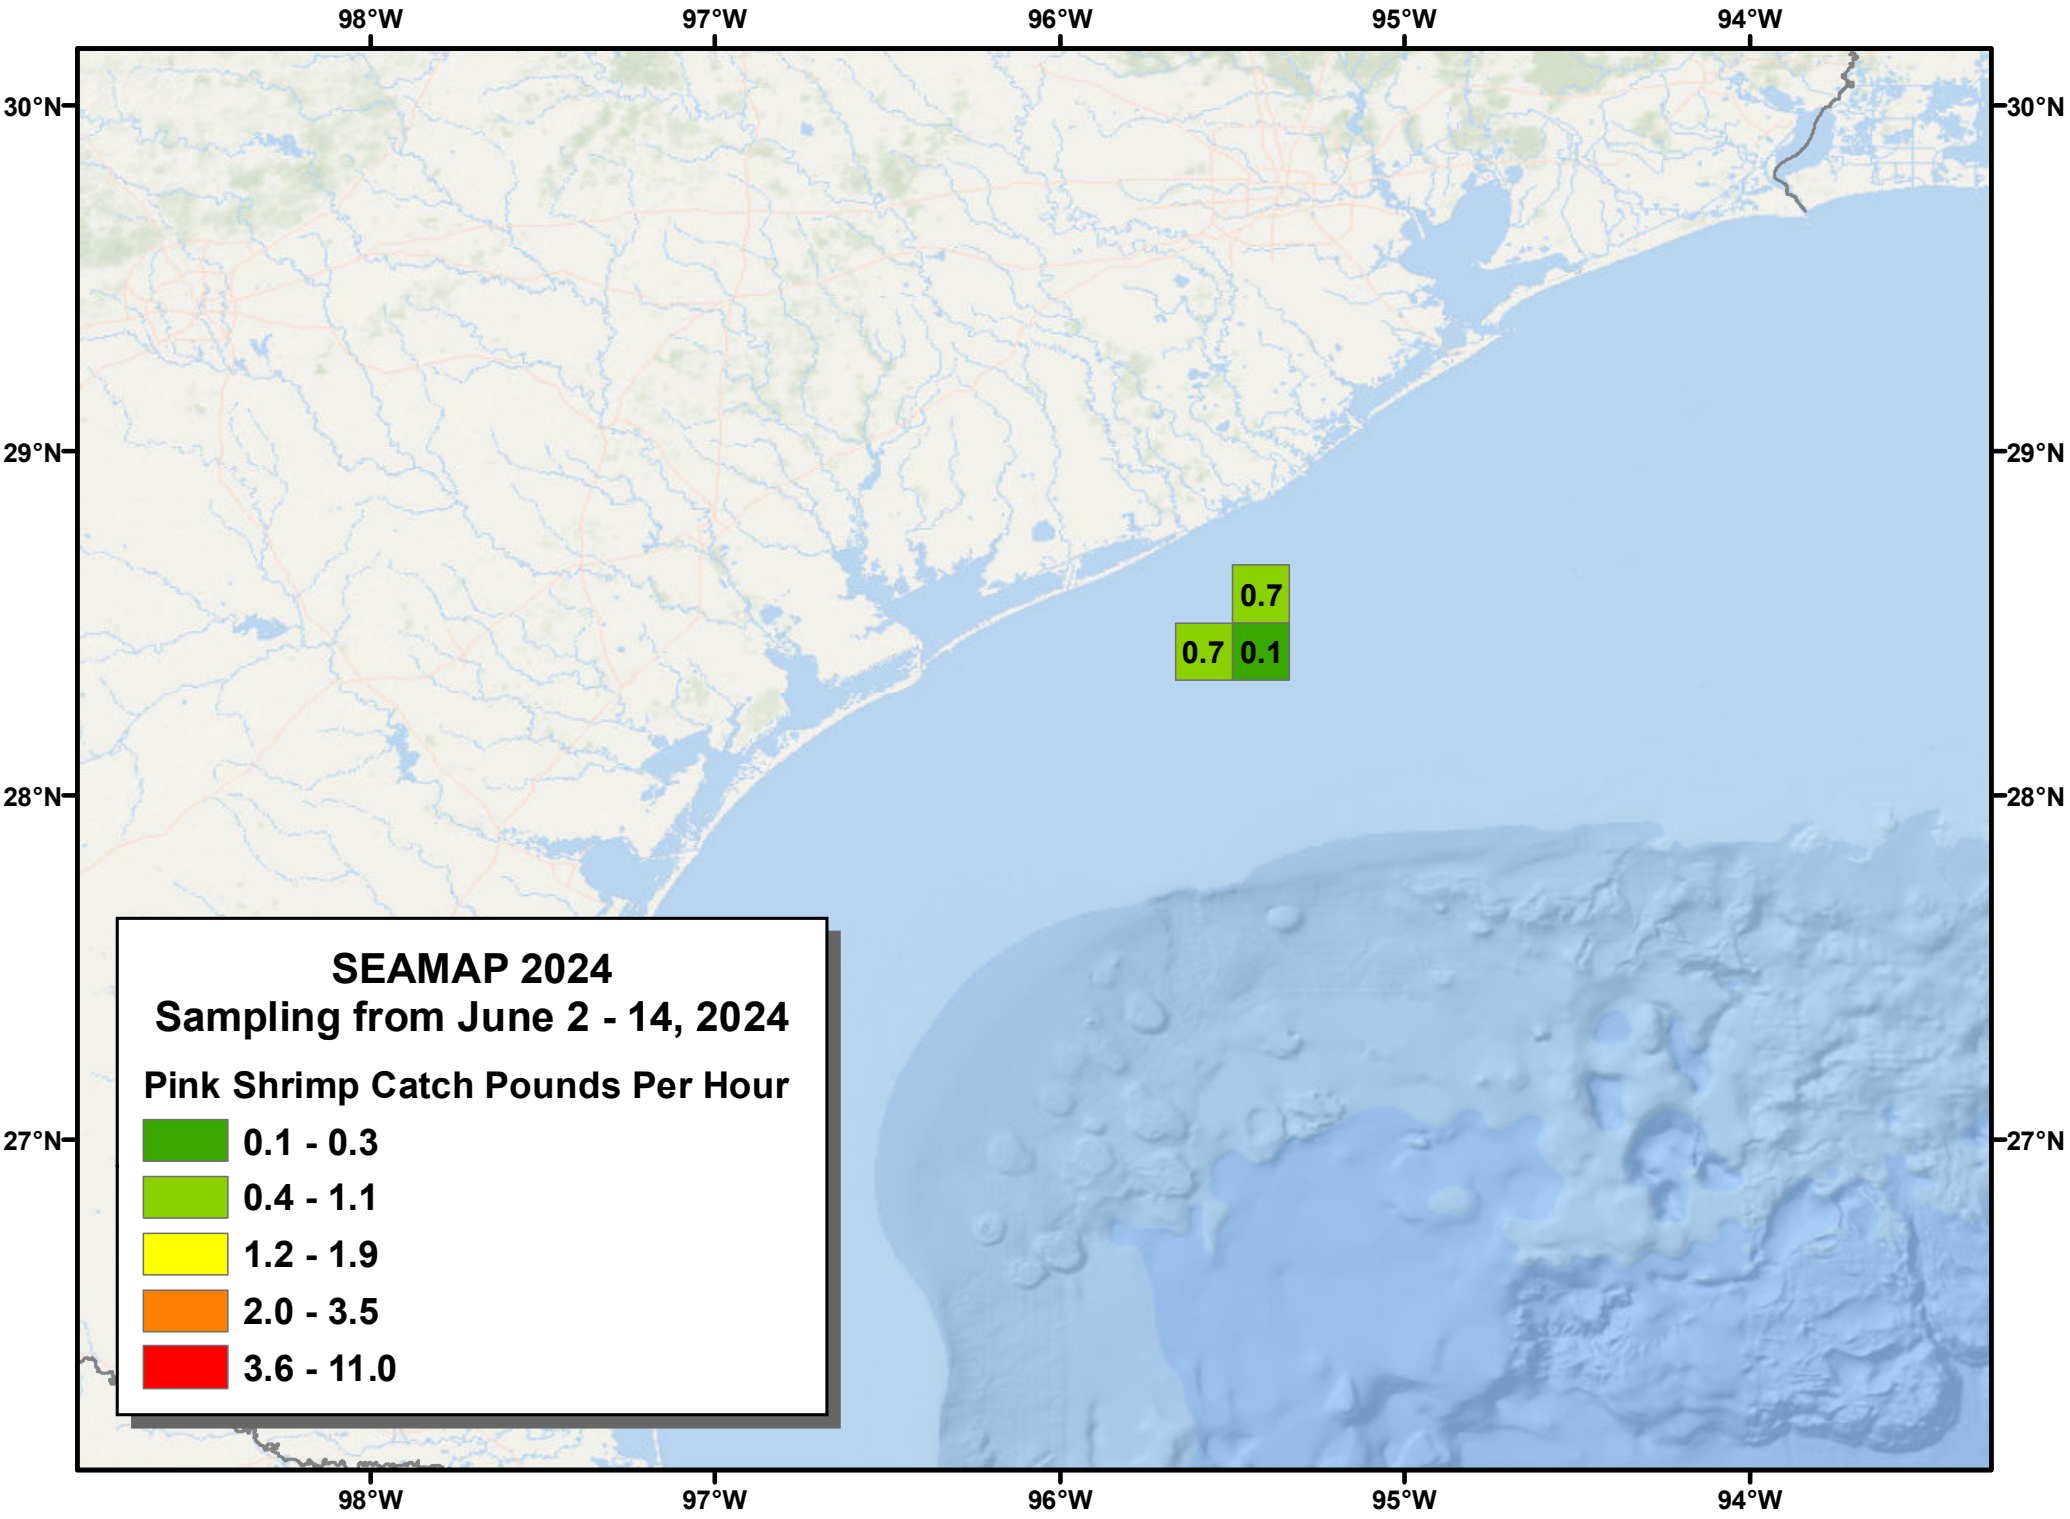 98°W 97°W 96°W 95°W 94°W
30°N 30°N
29°N 29°N
0.7
0.7 0.1
28°N 28°N
SEAMAP 2024
Sampling from June 2 - 14, 2024
Pink Shrimp Catch Pounds Per Hour
0.1 - 0.3
27°N 27°N
0.4 - 1.1
1.2 - 1.9
2.0 - 3.5
3.6 - 11.0
98°W 97°W 96°W 95°W 94°W